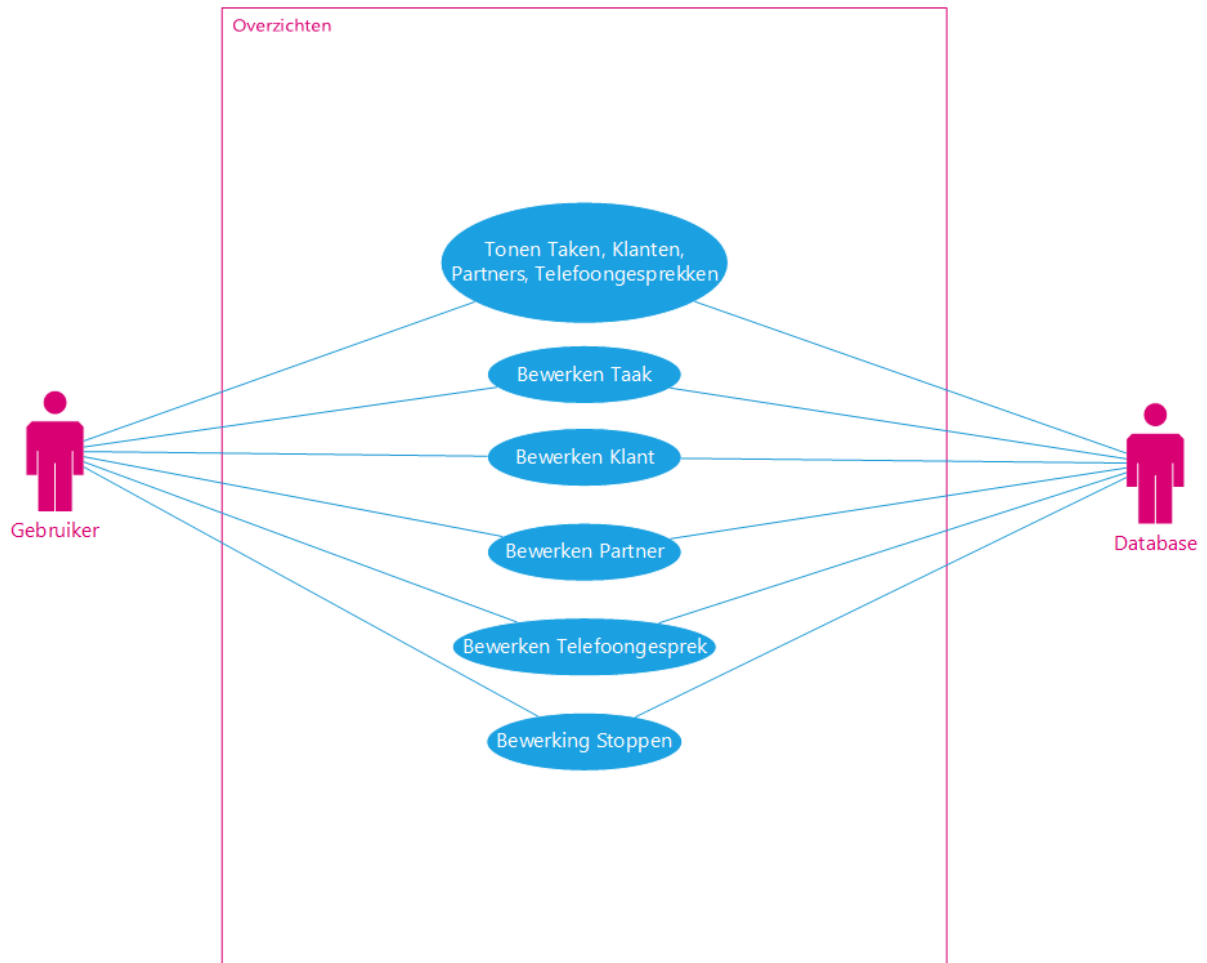 Overzichten
Tonen Taken, Klanten,
Partners, Telefoongesprekken
Bewerken Taak
Bewerken Klant
Gebruiker
Bewerken Partner
Database
Bewerken Telefoongesprek
Bewerking Stoppen